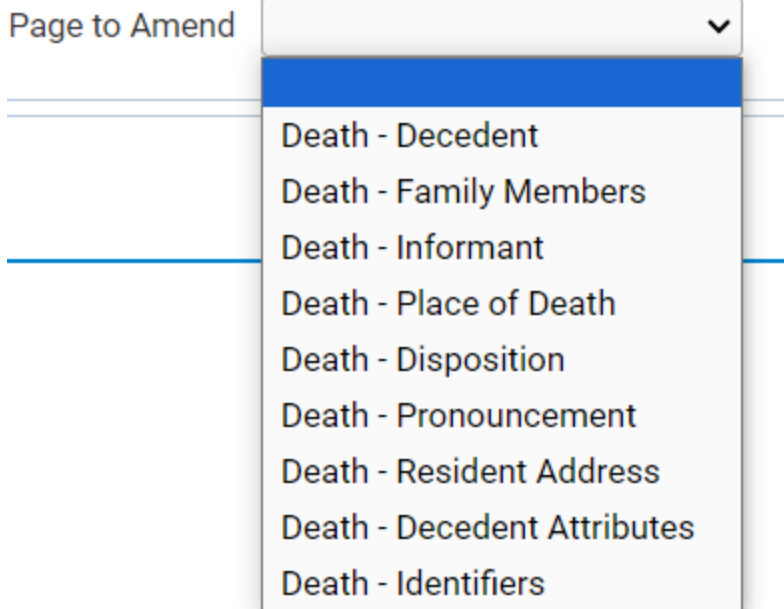 Page to Amend
Death - Decedent
Death - Family Members
Death - Informant
Death - Place of Death
Death - Disposition
Death - Pronouncement
Death - Resident Address
Death - Decedent Attributes
Death - Identifiers